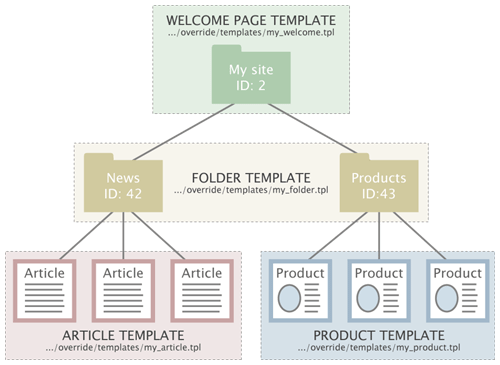 WELCOME PAGE TEMPLATE
.../override/templates/my_welcome.tpl
My site
ID: 2
News
ID: 42
FOLDER TEMPLATE
.../override/templates/my_folder.tpl
Products
ID:43
Article
Article
Article
ARTICLE TEMPLATE
.../override/templates/my_article.tpl
Product
Product
Product
PRODUCT TEMPLATE
.../override/templates/my_product.tpl